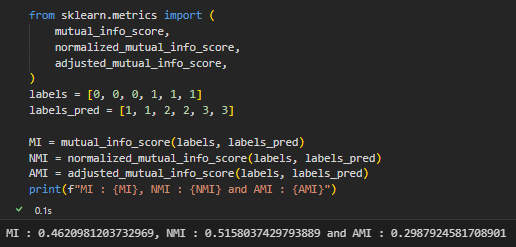 from sklearn.metrics import (
    mutual_info_score,
    normalized_mutual_info_score,
    adjusted_mutual_info_score,
)
labels = [0, 0, 0, 1, 1, 1]
labels_pred = [1, 1, 2, 2, 3, 3]

MI = mutual_info_score(labels, labels_pred)
NMI = normalized_mutual_info_score(labels, labels_pred)
AMI = adjusted_mutual_info_score(labels, labels_pred)
print(f"MI : {MI}, NMI : {NMI} and AMI : {AMI}")
0.1s
MI : 0.4620981203732969, NMI : 0.5158037429793889 and AMI : 0.2987924581708901